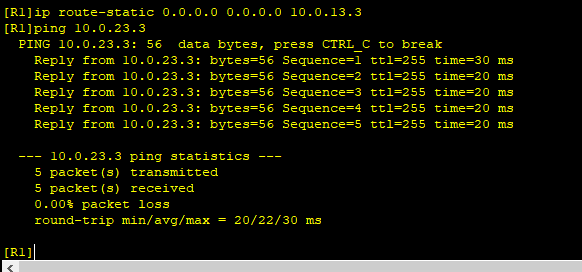 [R1]ip route-static 0.0.0.0 0.0.0.0 10.0.13.3
[R1]ping 10.0.23.3
  PING 10.0.23.3: 56  data bytes, press CTRL_C to break
    Reply from 10.0.23.3: bytes=56 Sequence=1 ttl=255 time=30 ms
    Reply from 10.0.23.3: bytes=56 Sequence=2 ttl=255 time=20 ms
    Reply from 10.0.23.3: bytes=56 Sequence=3 ttl=255 time=20 ms
    Reply from 10.0.23.3: bytes=56 Sequence=4 ttl=255 time=20 ms
    Reply from 10.0.23.3: bytes=56 Sequence=5 ttl=255 time=20 ms
  --- 10.0.23.3 ping statistics ---
    5 packet(s) transmitted
    5 packet(s) received
    0.00% packet loss
    round-trip min/avg/max = 20/22/30 ms
[R1]